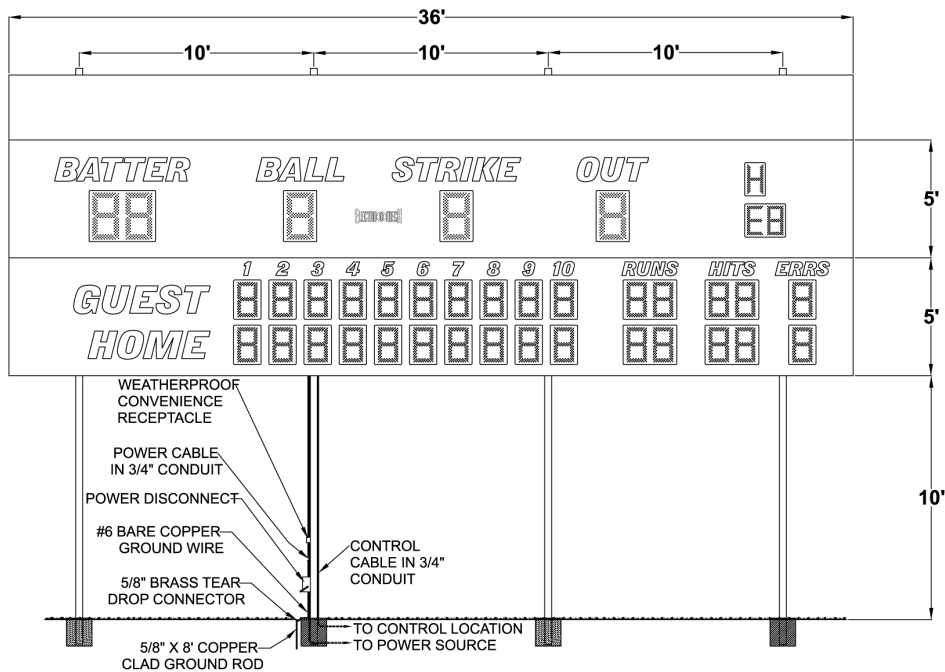 36'
10' 10' 10'
BATTER BALL STRIKE OUT
H
EB
5'
1 2 3 4 5 6 7 8 9 10 RUNS HITS ERRS
GUEST
HOME
5'
WEATHERPROOF
CONVENIENCE
RECEPTACLE
POWER CABLE
IN 3/4" CONDUIT
POWER DISCONNECT
#6 BARE COPPER
GROUND WIRE
5/8" BRASS TEAR
DROP CONNECTOR
5/8" X 8' COPPER
CLAD GROUND ROD
CONTROL
CABLE IN 3/4"
CONDUIT
TO CONTROL LOCATION
TO POWER SOURCE
10'